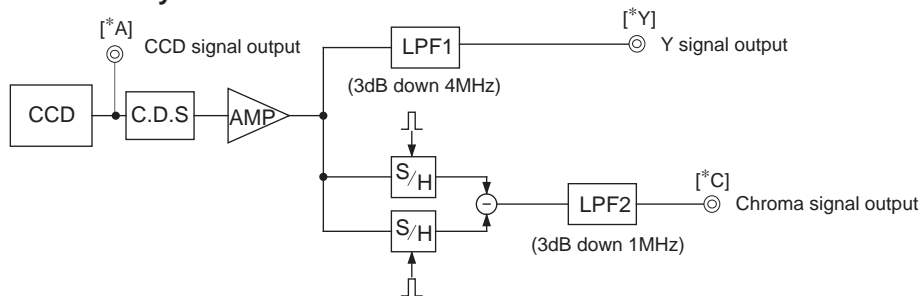 [*A]
CCD signal output
[*Y]
Y signal output
LPF1
(3dB down 4MHz)
CCD
C.D.S
AMP
S/H
S/H
−
LPF2
(3dB down 1MHz)
[*C]
Chroma signal output